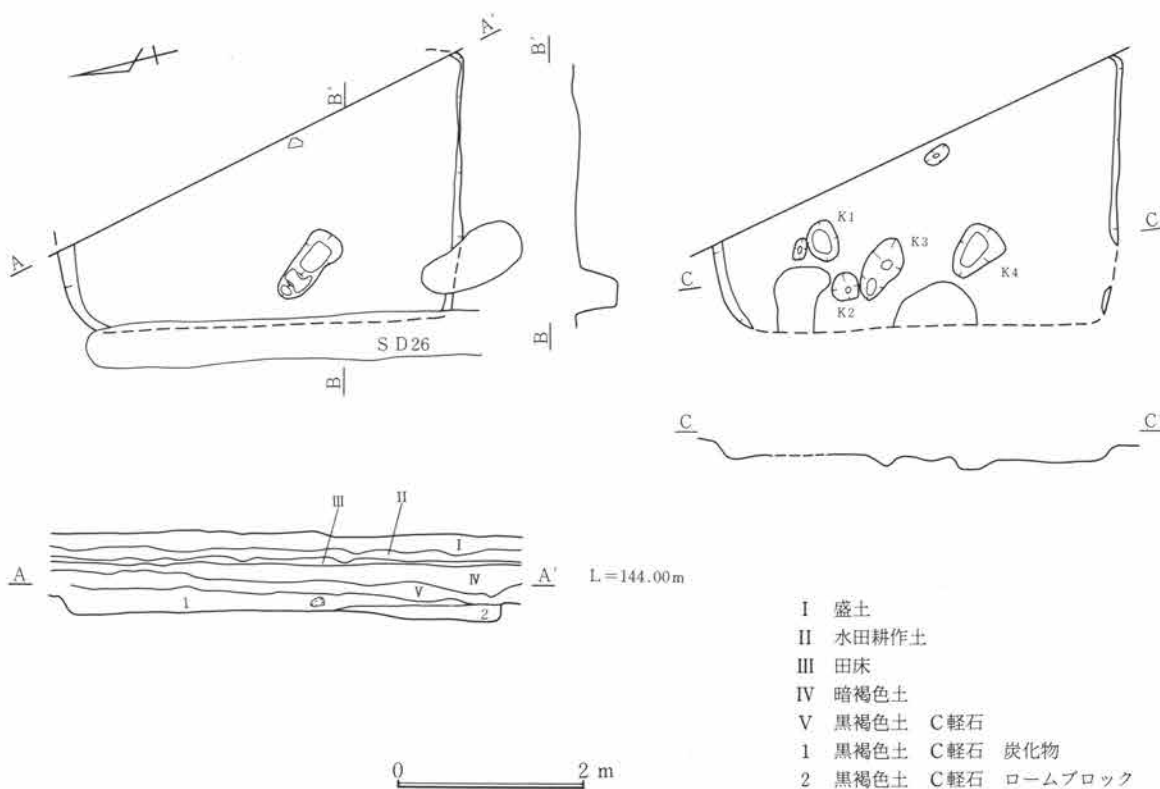 A'
B'
B'
A
S D 26
B
B
K1
K3
K2
K4
C
C'
C
C'
III
II
I
IV
V
A
A'
L＝144.00m
1
2
I 盛土
II 水田耕作土
III 田床
IV 暗褐色土
V 黒褐色土 C軽石
1 黒褐色土 C軽石 炭化物
2 黒褐色土 C軽石 ロームブロック
0 2 m